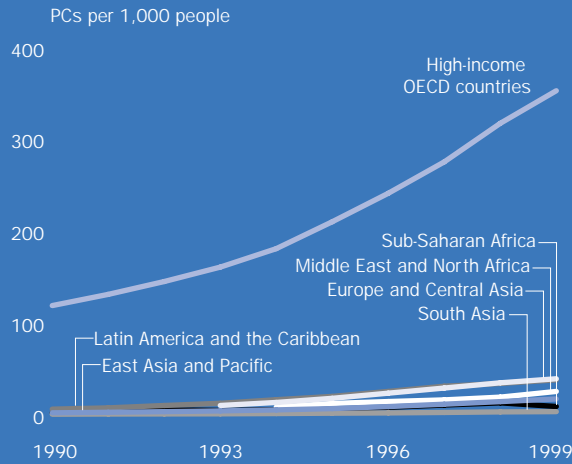 PCs per 1,000 people
400
High-income
OECD countries
300
200
Sub-Saharan Africa
Middle East and North Africa
Europe and Central Asia
South Asia
100
Latin America and the Caribbean
East Asia and Pacific
0
1990 1993 1996 1999